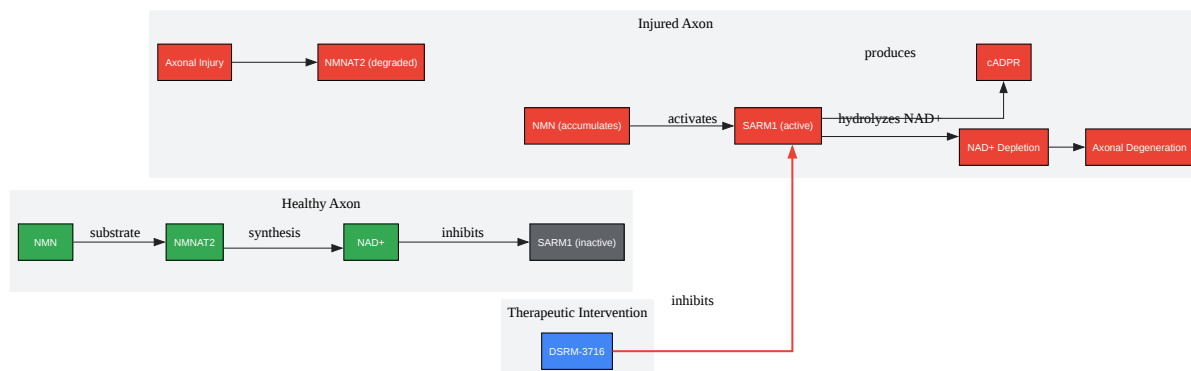 Injured Axon
Axonal Injury
NMNAT2 (degraded)
produces
cADPR
NMN (accumulates)
activates
SARM1 (active)
hydrolyzes NAD+
NAD+ Depletion
Axonal Degeneration
Healthy Axon
NMN
substrate
NMNAT2
synthesis
NAD+
inhibits
SARM1 (inactive)
inhibits
Therapeutic Intervention
DSRM-3716